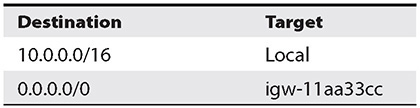 Destination Target
10.0.0.0/16 Local
0.0.0.0/0 igw-11aa33cc